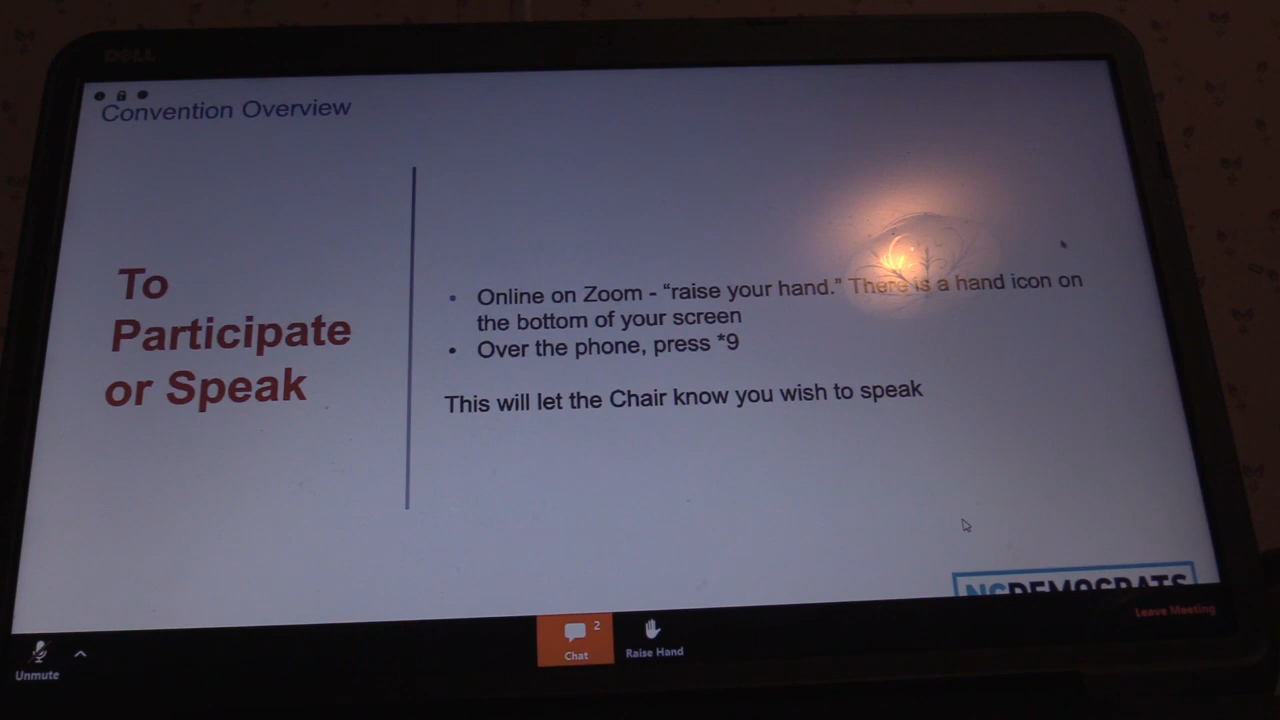 DELL
Convention Overview
To
Participate
or Speak
• Online on Zoom - “raise your hand.” There is a hand icon on
the bottom of your screen
• Over the phone, press *9
This will let the Chair know you wish to speak
NCDEMOCRATS
Leave Meeting
2
Chat
Raise Hand
Unmute